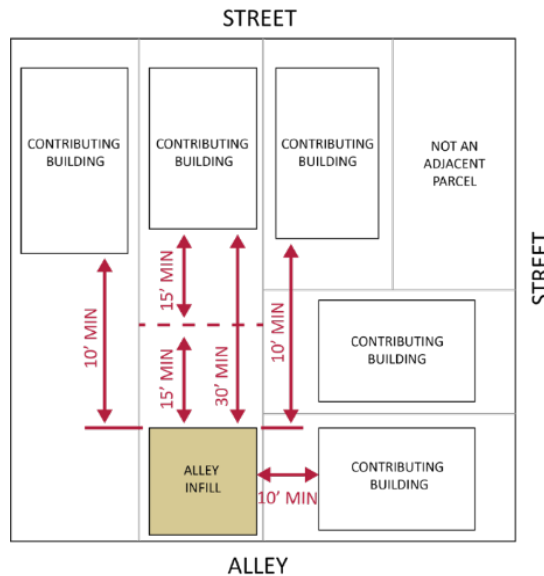 STREET
CONTRIBUTING
BUILDING
CONTRIBUTING
BUILDING
CONTRIBUTING
BUILDING
NOT AN
ADJACENT
PARCEL
STREET
10' MIN
15' MIN
15' MIN
30' MIN
10' MIN
CONTRIBUTING
BUILDING
ALLEY
INFILL
10' MIN
CONTRIBUTING
BUILDING
ALLEY